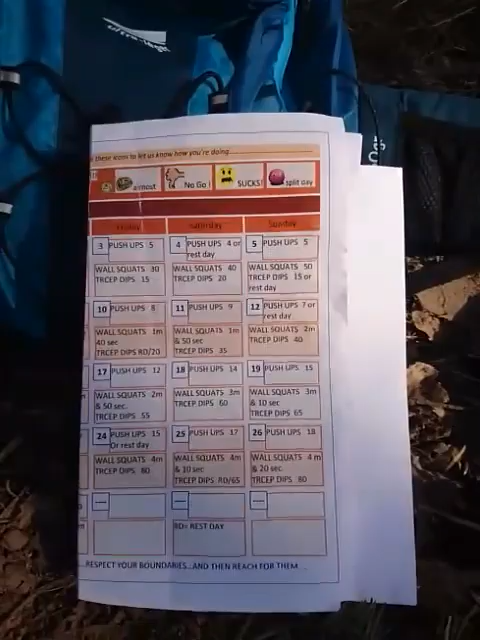 these icons to let us know how you're doing
almost No Go! SUCKS! split day
Friday Saturday Sunday
3 PUSH UPS 5
WALL SQUATS 30
TRCEP DIPS 15
4 PUSH UPS 4 or
rest day
WALL SQUATS 40
TRCEP DIPS 20
5 PUSH UPS 5
WALL SQUATS 50
TRCEP DIPS 15 or
rest day
10 PUSH UPS 8
WALL SQUATS 1m
40 sec
TRCEP DIPS RD/20
11 PUSH UPS 9
WALL SQUATS 1m
& 50 sec
TRCEP DIPS 35
12 PUSH UPS 7 or
rest day
WALL SQUATS 2m
TRCEP DIPS 40
17 PUSH UPS 12
WALL SQUATS 2m
& 50 sec.
TRCEP DIPS 55
18 PUSH UPS 14
WALL SQUATS 3m
TRCEP DIPS 60
19 PUSH UPS 15
WALL SQUATS 3m
& 10 sec
TRCEP DIPS 65
24 PUSH UPS 15
Or rest day
WALL SQUATS 4m
TRCEP DIPS 80
25 PUSH UPS 17
WALL SQUATS 4m
& 10 sec
TRCEP DIPS RD/65
26 PUSH UPS 18
WALL SQUATS 4 m
& 20 sec.
TRCEP DIPS 80
RD= REST DAY
.RESPECT YOUR BOUNDARIES...AND THEN REACH FOR THEM...